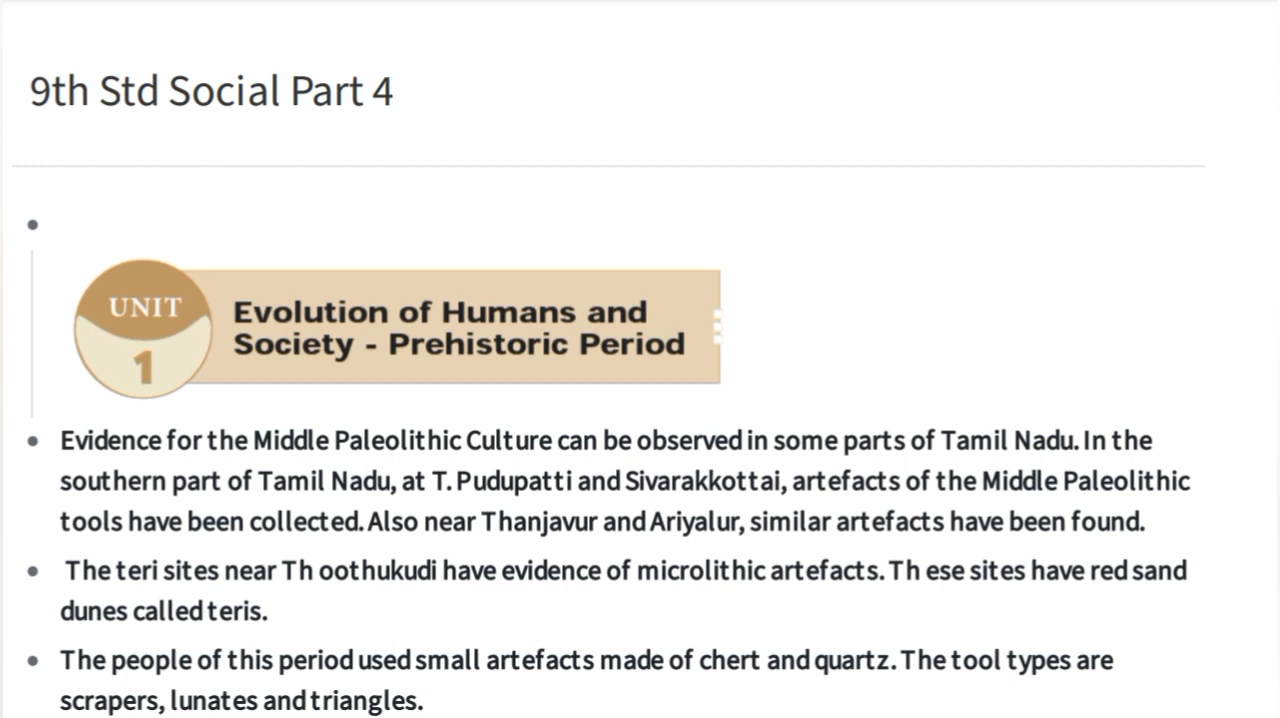 9th Std Social Part 4
UNIT
1
Evolution of Humans and
Society - Prehistoric Period
Evidence for the Middle Paleolithic Culture can be observed in some parts of Tamil Nadu. In the
southern part of Tamil Nadu, at T. Pudupatti and Sivarakkottai, artefacts of the Middle Paleolithic
tools have been collected. Also near Thanjavur and Ariyalur, similar artefacts have been found.
The teri sites near Th oothukudi have evidence of microlithic artefacts. Th ese sites have red sand
dunes called teris.
The people of this period used small artefacts made of chert and quartz. The tool types are
scrapers, lunates and triangles.